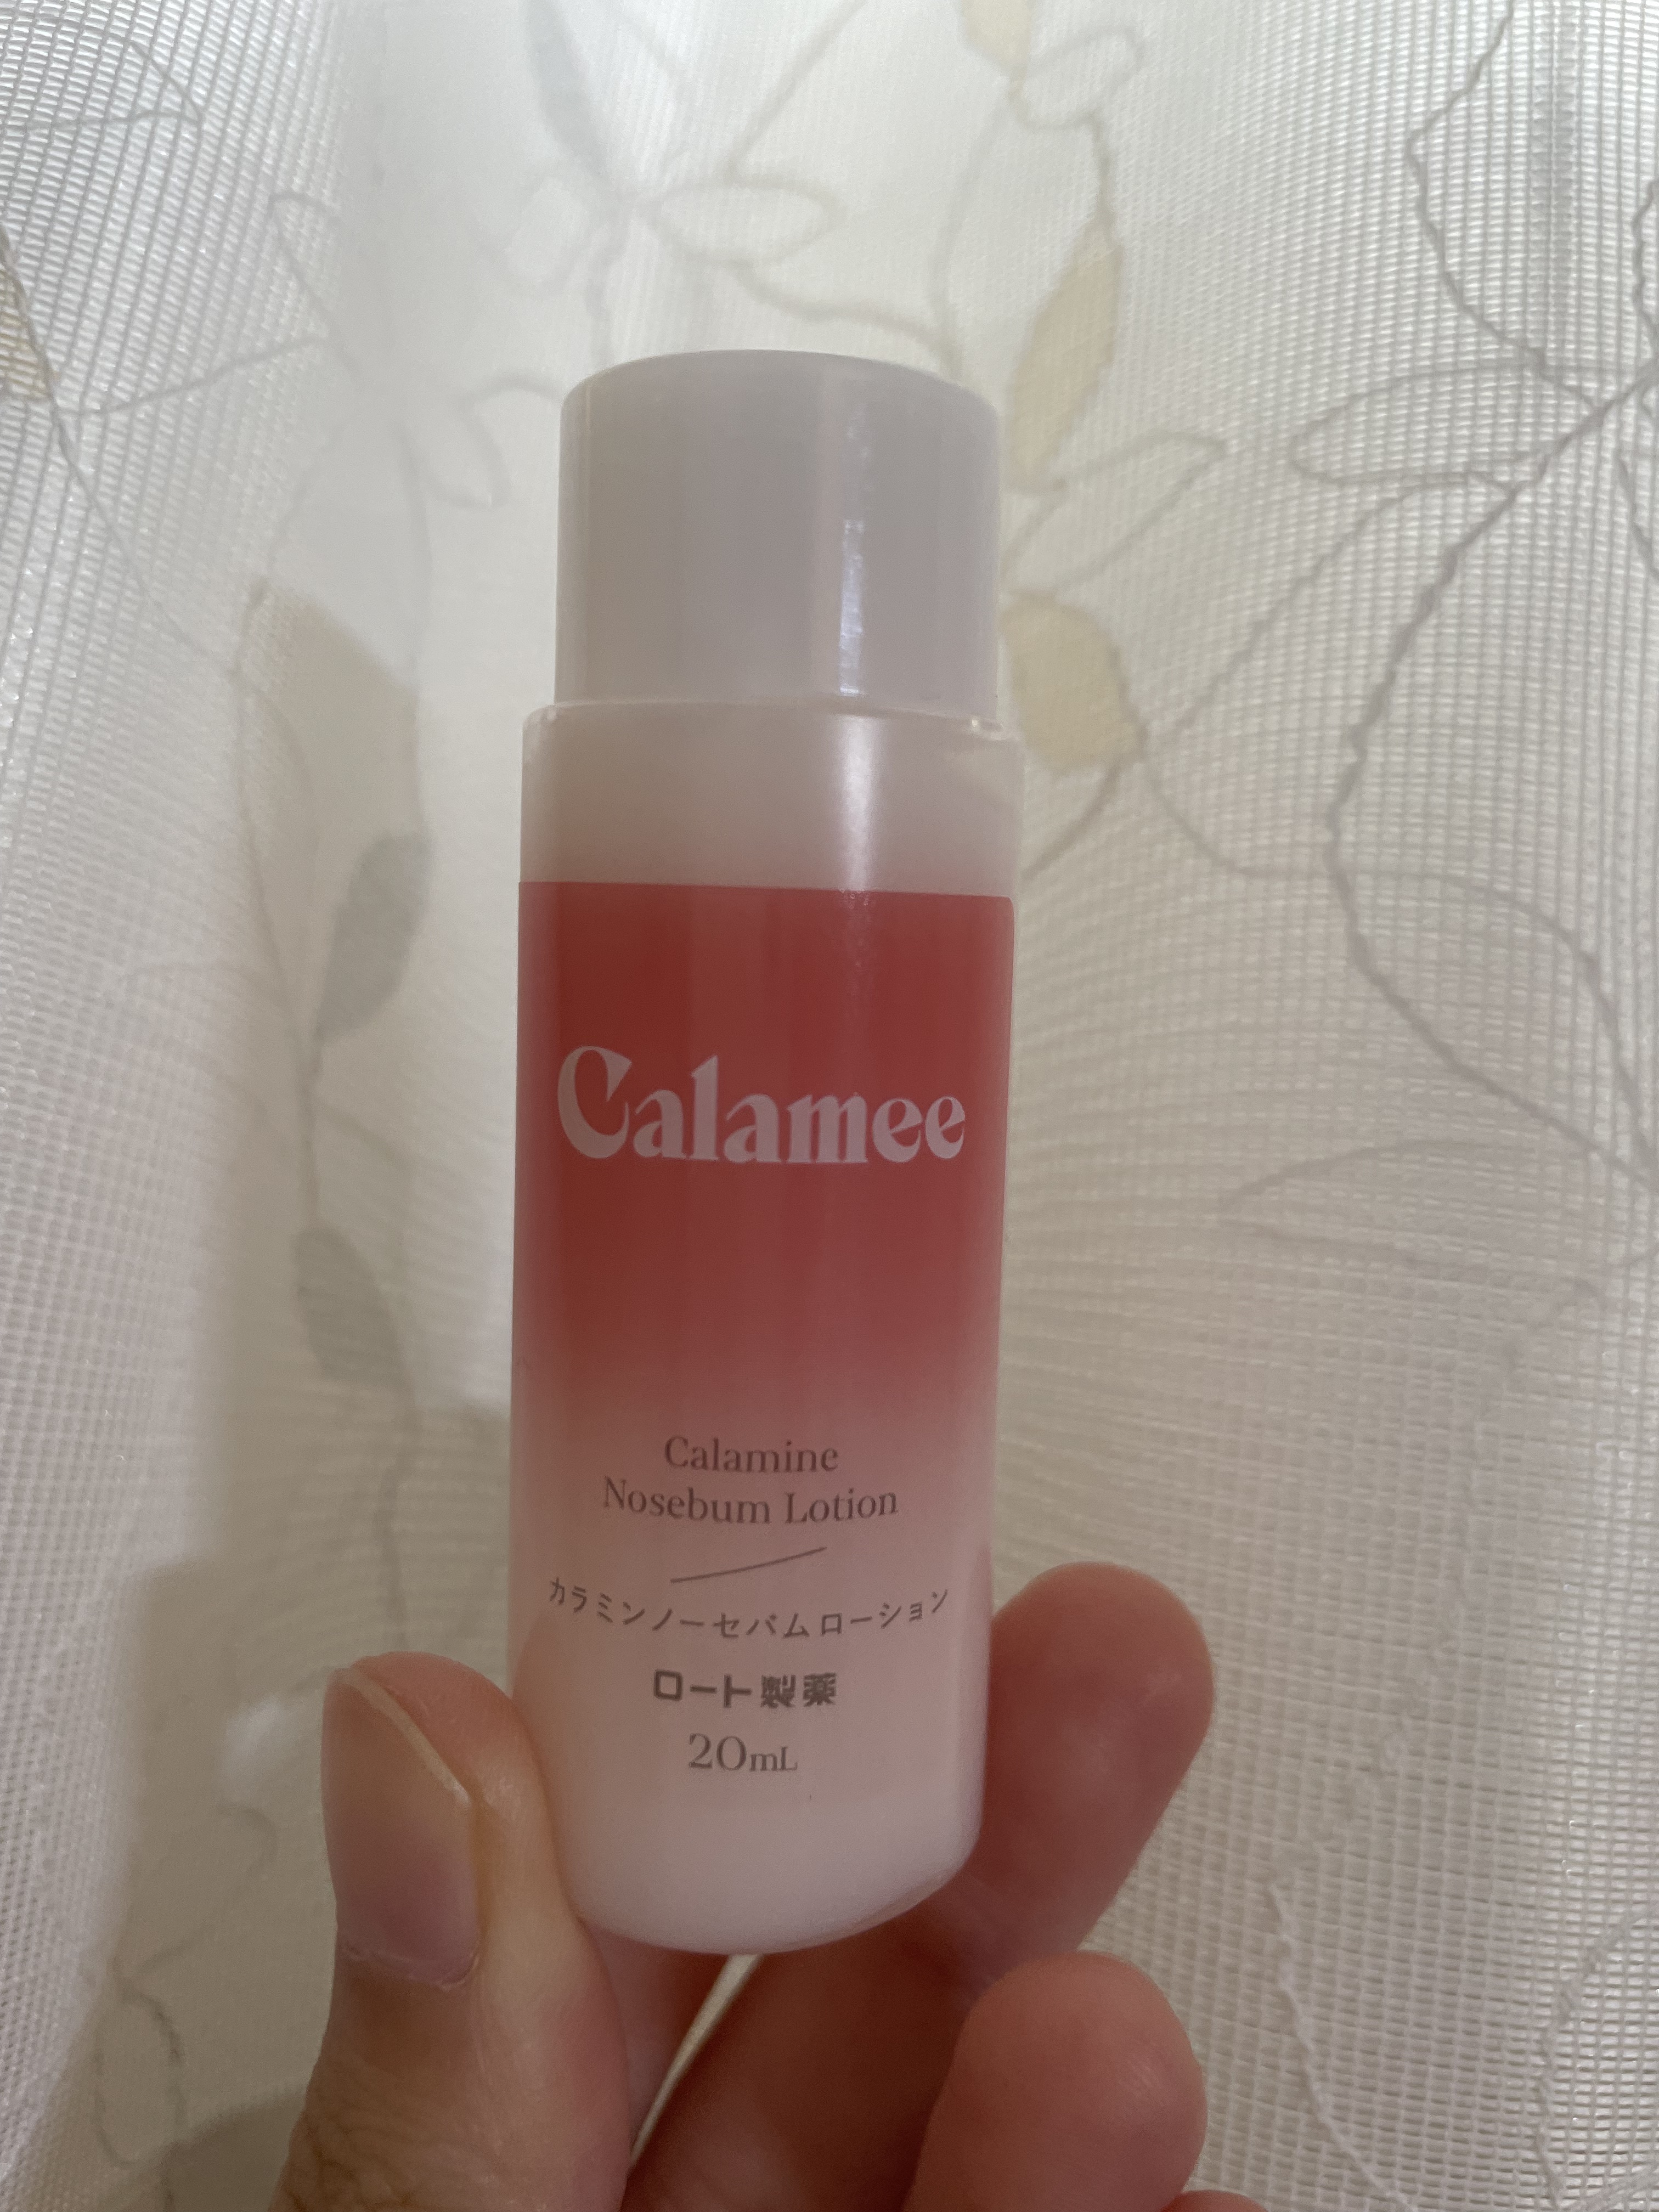 Calamee
Calamine
Nosebum Lotion
カラミンノーセバムローション
ロート製薬
20mL